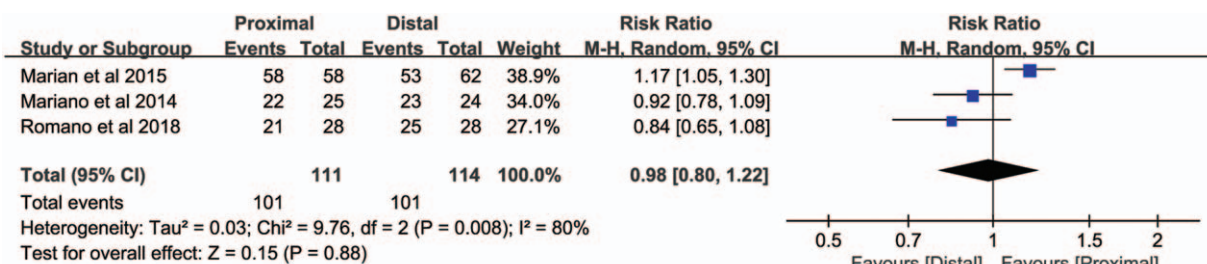 Proximal Distal Risk Ratio Risk Ratio
Study or Subgroup Events Total Events Total Weight M-H, Random, 95% CI M-H, Random, 95% CI
Marian et al 2015 58 58 53 62 38.9% 1.17 [1.05, 1.30]
Mariano et al 2014 22 25 23 24 34.0% 0.92 [0.78, 1.09]
Romano et al 2018 21 28 25 28 27.1% 0.84 [0.65, 1.08]
Total (95% CI) 111 114 100.0% 0.98 [0.80, 1.22]
Total events 101 101
Heterogeneity: Tau² = 0.03; Chi² = 9.76, df = 2 (P = 0.008); I² = 80%
Test for overall effect: Z = 0.15 (P = 0.88)
0.5 0.7 1 1.5 2
Favours [Distal] Favours [Proximal]